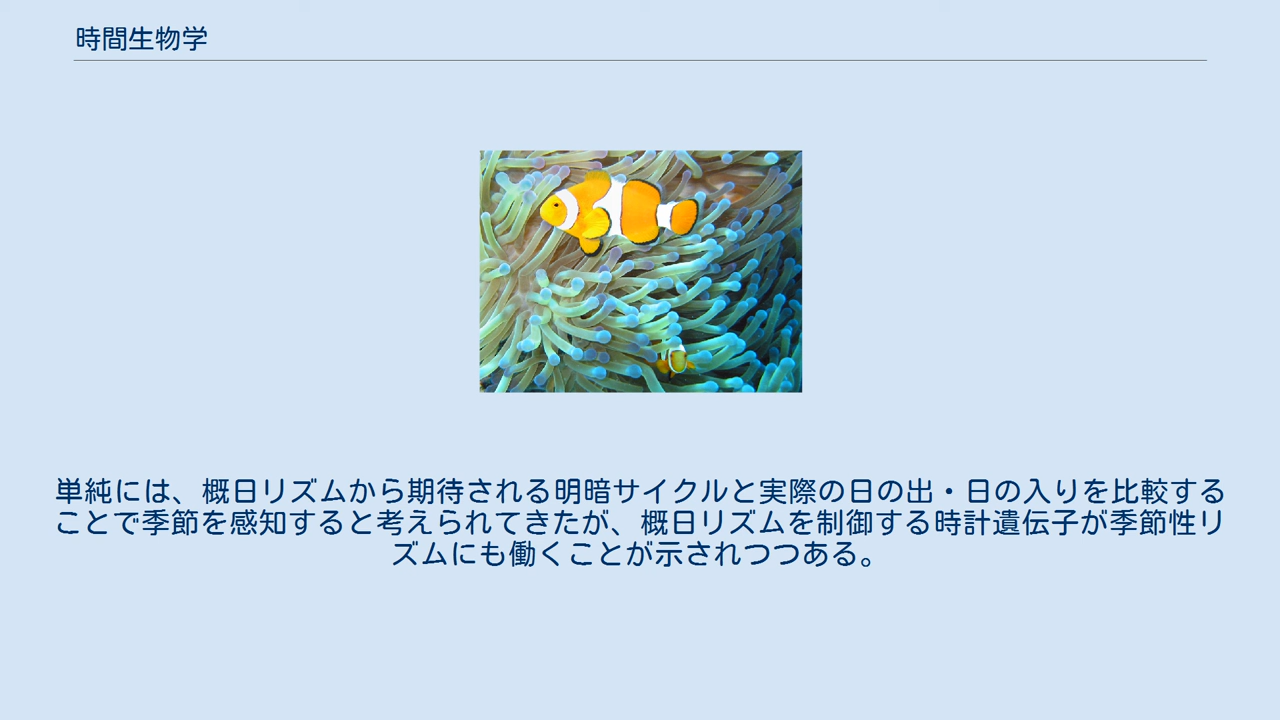 時間生物学
単純には、概日リズムから期待される明暗サイクルと実際の日の出・日の入りを比較する
ことで季節を感知すると考えられてきたが、概日リズムを制御する時計遺伝子が季節性リ
ズムにも働くことが示されつつある。